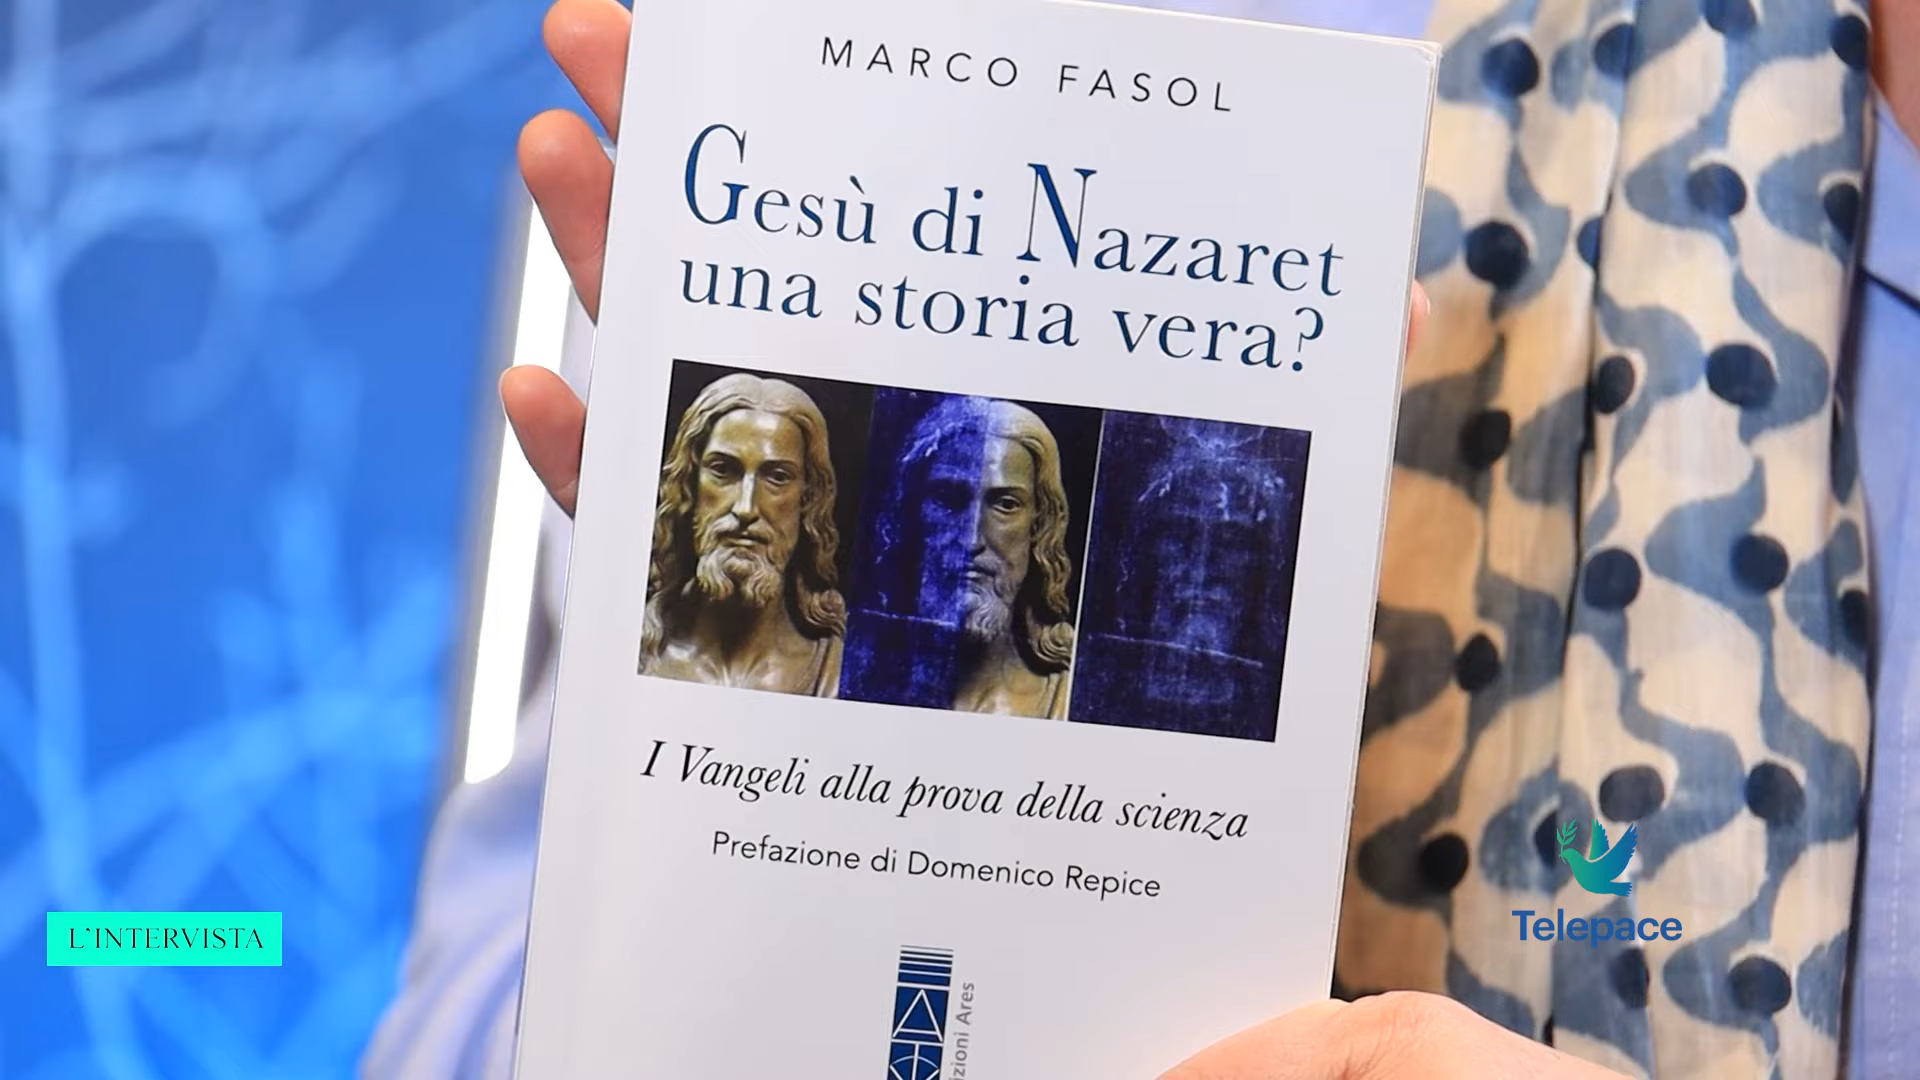 MARCO FASOL
Gesù di Nazaret
una storia vera?
I Vangeli alla prova della scienza
Prefazione di Domenico Repice
L'INTERVISTA
Telepace